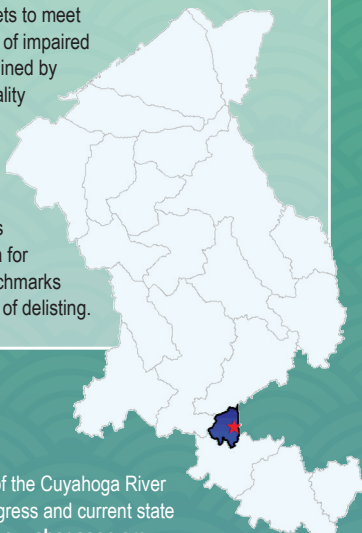 ets to meet
of impaired
ined by
ality
s
for
chmarks
of delisting.
of the Cuyahoga River
gress and current state